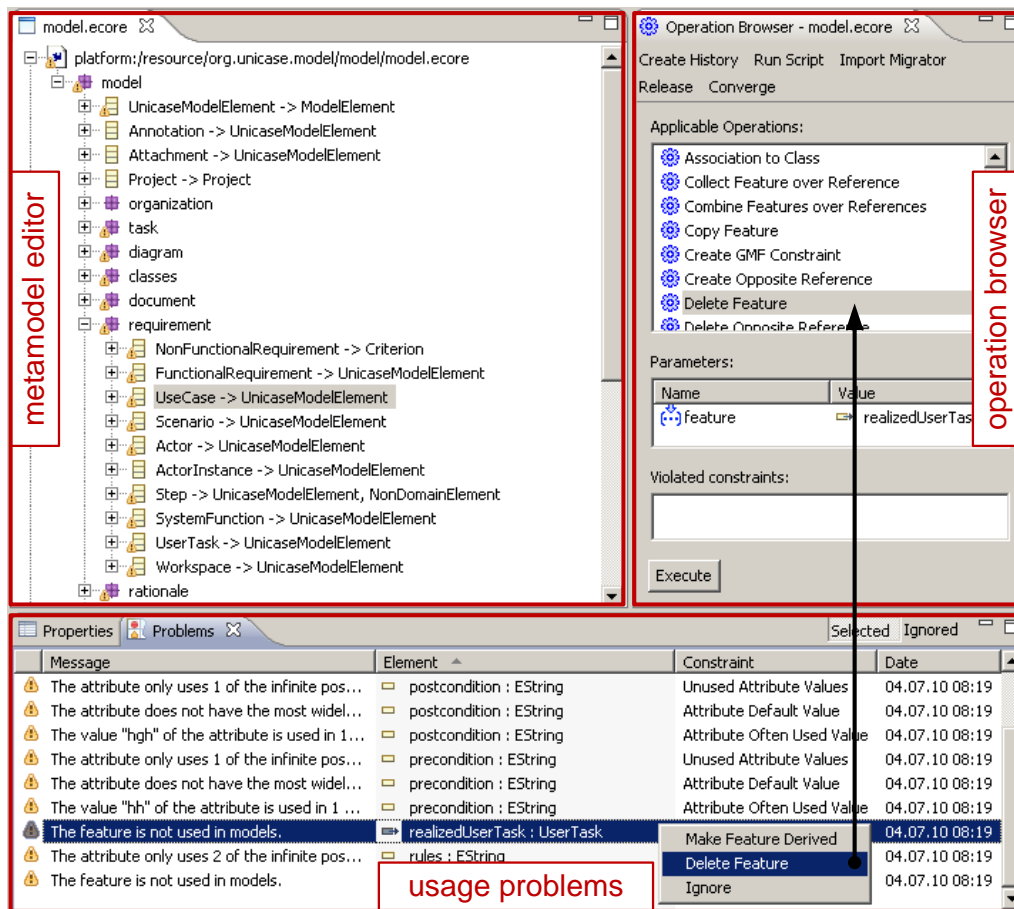 model.ecore
platform:/resource/org.unicase.model/model/model.ecore
model
UnicaseModelElement -> ModelElement
Annotation -> UnicaseModelElement
Attachment -> UnicaseModelElement
Project -> Project
organization
task
diagram
classes
document
requirement
NonFunctionalRequirement -> Criterion
FunctionalRequirement -> UnicaseModelElement
UseCase -> UnicaseModelElement
Scenario -> UnicaseModelElement
Actor -> UnicaseModelElement
ActorInstance -> UnicaseModelElement
Step -> UnicaseModelElement, NonDomainElement
SystemFunction -> UnicaseModelElement
UserTask -> UnicaseModelElement
Workspace -> UnicaseModelElement
rationale
metamodel editor
Operation Browser - model.ecore
Create History Run Script Import Migrator
Release Converge
Applicable Operations:
Association to Class
Collect Feature over Reference
Combine Features over References
Copy Feature
Create GMF Constraint
Create Opposite Reference
Delete Feature
Delete Opposite Reference
Parameters:
Name Value
feature realizedUserTas
Violated constraints:
Execute
operation browser
Properties Problems Selected Ignored
Message Element Constraint Date
The attribute only uses 1 of the infinite pos... postcondition : EString Unused Attribute Values 04.07.10 08:19
The attribute does not have the most widel... postcondition : EString Attribute Default Value 04.07.10 08:19
The value "hgh" of the attribute is used in 1... postcondition : EString Attribute Often Used Value 04.07.10 08:19
The attribute only uses 1 of the infinite pos... precondition : EString Unused Attribute Values 04.07.10 08:19
The attribute does not have the most widel... precondition : EString Attribute Default Value 04.07.10 08:19
The value "hh" of the attribute is used in 1 ... precondition : EString Attribute Often Used Value 04.07.10 08:19
The feature is not used in models. realizedUserTask : UserTask 04.07.10 08:19
The attribute only uses 2 of the infinite pos... rules : EString 04.07.10 08:19
The feature is not used in models. 04.07.10 08:19
Make Feature Derived
Delete Feature
Ignore
usage problems